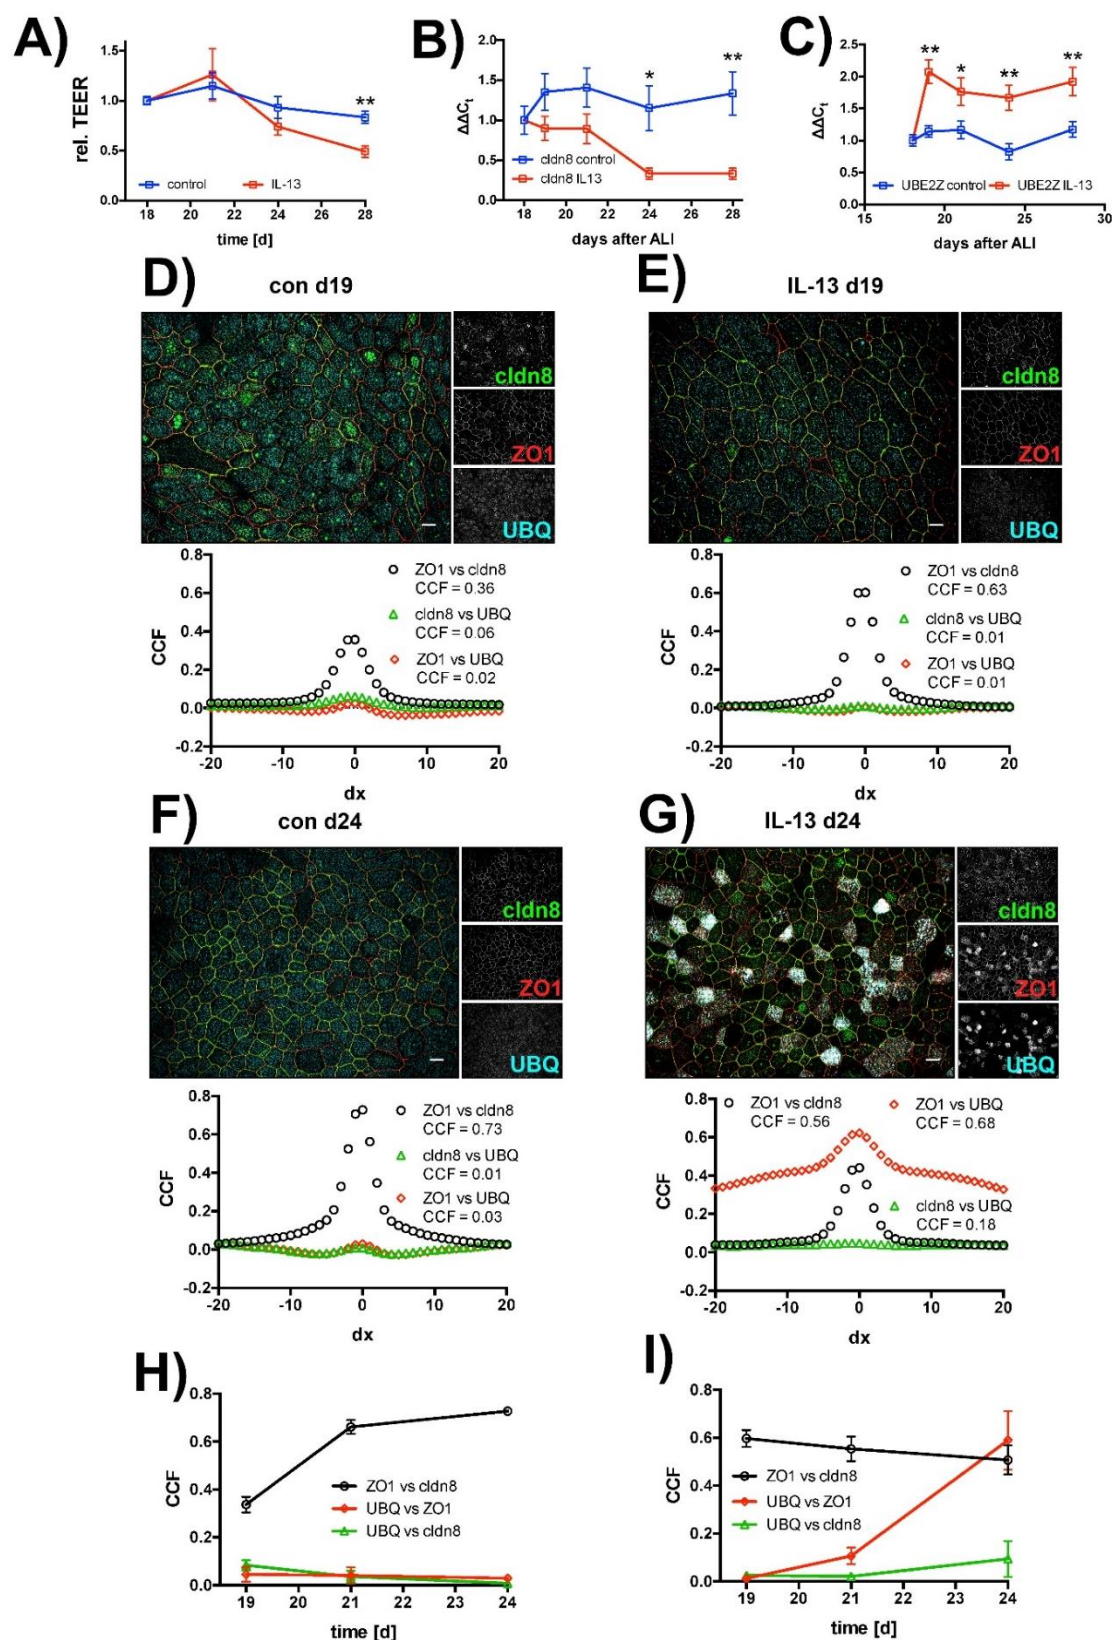 A)
rel. TEER
1.5
1.0
0.5
0.0
**
control
IL-13
18
20
22
24
26
28
time [d]
B)
ΔΔCt
2.0
1.5
1.0
0.5
0.0
*
**
cldn8 control
cldn8 IL13
18
20
22
24
26
28
days after ALI
C)
ΔΔCt
2.5
2.0
1.5
1.0
0.5
0.0
**
*
**
**
UBE2Z control
UBE2Z IL-13
15
20
25
30
days after ALI
D)
con d19
cldn8
ZO1
UBQ
CCF
0.8
0.6
0.4
0.2
0.0
-0.2
ZO1 vs cldn8
CCF = 0.36
cldn8 vs UBQ
CCF = 0.06
ZO1 vs UBQ
CCF = 0.02
-20
-10
0
10
20
dx
E)
IL-13 d19
cldn8
ZO1
UBQ
CCF
0.8
0.6
0.4
0.2
0.0
-0.2
ZO1 vs cldn8
CCF = 0.63
cldn8 vs UBQ
CCF = 0.01
ZO1 vs UBQ
CCF = 0.01
-20
-10
0
10
20
dx
F)
con d24
cldn8
ZO1
UBQ
CCF
0.8
0.6
0.4
0.2
0.0
-0.2
ZO1 vs cldn8
CCF = 0.73
cldn8 vs UBQ
CCF = 0.01
ZO1 vs UBQ
CCF = 0.03
-20
-10
0
10
20
dx
G)
IL-13 d24
cldn8
ZO1
UBQ
CCF
0.8
0.6
0.4
0.2
0.0
-0.2
ZO1 vs cldn8
CCF = 0.56
ZO1 vs UBQ
CCF = 0.68
cldn8 vs UBQ
CCF = 0.18
-20
-10
0
10
20
dx
H)
CCF
0.8
0.6
0.4
0.2
0.0
ZO1 vs cldn8
UBQ vs ZO1
UBQ vs cldn8
19
20
21
22
23
24
time [d]
I)
CCF
0.8
0.6
0.4
0.2
0.0
ZO1 vs cldn8
UBQ vs ZO1
UBQ vs cldn8
19
20
21
22
23
24
time [d]